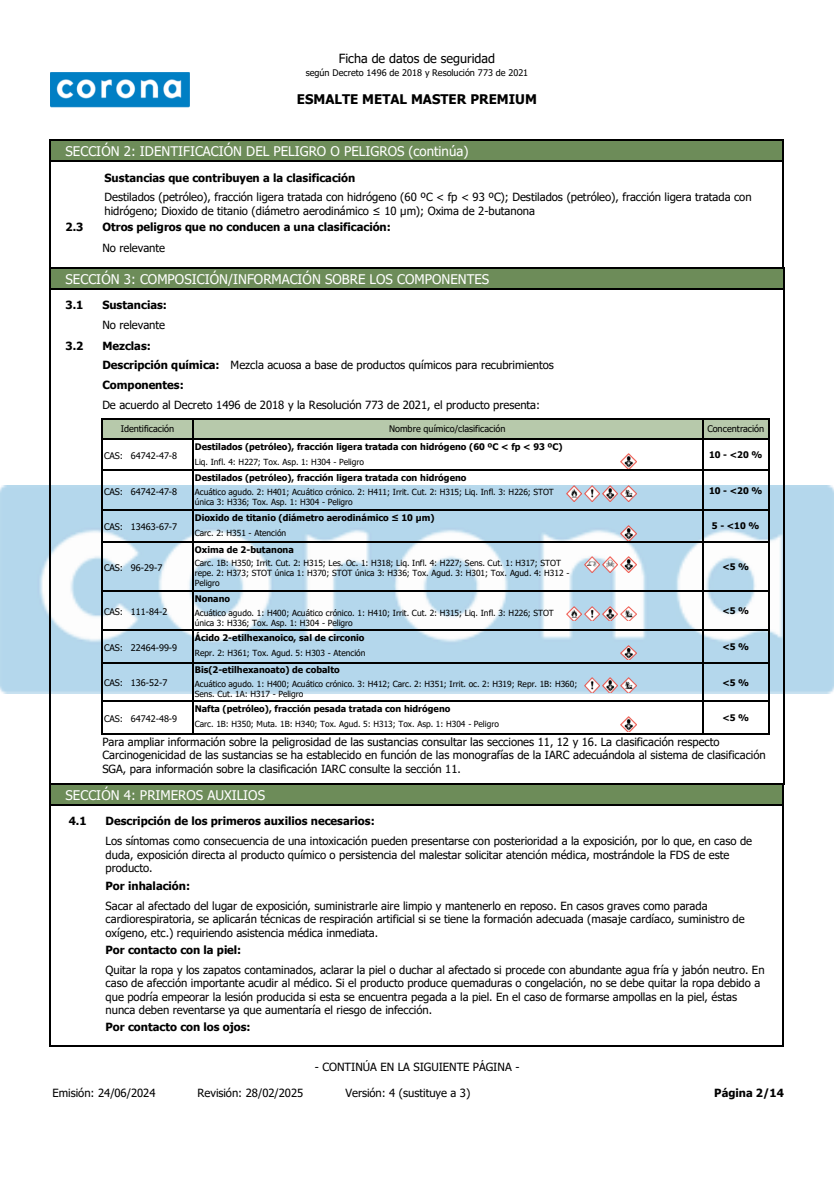 Ficha de datos de seguridad
según Decreto 1496 de 2018 y Resolución 773 de 2021
corona
ESMALTE METAL MASTER PREMIUM
SECCIÓN 2: IDENTIFICACIÓN DEL PELIGRO O PELIGROS (continúa)
Sustancias que contribuyen a la clasificación
Destilados (petróleo), fracción ligera tratada con hidrógeno (60 ºC < fp < 93 ºC); Destilados (petróleo), fracción ligera tratada con
hidrógeno; Dioxido de titanio (diámetro aerodinámico ≤ 10 μm); Oxima de 2-butanona
2.3 Otros peligros que no conducen a una clasificación:
No relevante
SECCIÓN 3: COMPOSICIÓN/INFORMACIÓN SOBRE LOS COMPONENTES
3.1 Sustancias:
No relevante
3.2 Mezclas:
Descripción química: Mezcla acuosa a base de productos químicos para recubrimientos
Componentes:
De acuerdo al Decreto 1496 de 2018 y la Resolución 773 de 2021, el producto presenta:
Identificación Nombre químico/clasificación Concentración
Destilados (petróleo), fracción ligera tratada con hidrógeno (60 ºC < fp < 93 ºC)
CAS: 64742-47-8 10 - <20 %
Liq. Infl. 4: H227; Tox. Asp. 1: H304 - Peligro
Destilados (petróleo), fracción ligera tratada con hidrógeno
CAS: 64742-47-8 Acuático agudo. 2: H401; Acuático crónico. 2: H411; Irrit. Cut. 2: H315; Liq. Infl. 3: H226; STOT 10 - <20 %
única 3: H336; Tox. Asp. 1: H304 - Peligro
Dioxido de titanio (diámetro aerodinámico ≤ 10 μm)
CAS: 13463-67-7 5 - <10 %
Carc. 2: H351 - Atención
Oxima de 2-butanona
Carc. 1B: H350; Irrit. Cut. 2: H315; Les. Oc. 1: H318; Liq. Infl. 4: H227; Sens. Cut. 1: H317; STOT
CAS: 96-29-7 repe. 2: H373; STOT única 1: H370; STOT única 3: H336; Tox. Agud. 3: H301; Tox. Agud. 4: H312 - <5 %
Peligro
Nonano
CAS: 111-84-2 Acuático agudo. 1: H400; Acuático crónico. 1: H410; Irrit. Cut. 2: H315; Liq. Infl. 3: H226; STOT <5 %
única 3: H336; Tox. Asp. 1: H304 - Peligro
Ácido 2-etilhexanoico, sal de circonio
CAS: 22464-99-9 <5 %
Repr. 2: H361; Tox. Agud. 5: H303 - Atención
Bis(2-etilhexanoato) de cobalto
CAS: 136-52-7 Acuático agudo. 1: H400; Acuático crónico. 3: H412; Carc. 2: H351; Irrit. oc. 2: H319; Repr. 1B: H360; <5 %
Sens. Cut. 1A: H317 - Peligro
Nafta (petróleo), fracción pesada tratada con hidrógeno
CAS: 64742-48-9 <5 %
Carc. 1B: H350; Muta. 1B: H340; Tox. Agud. 5: H313; Tox. Asp. 1: H304 - Peligro
Para ampliar información sobre la peligrosidad de las sustancias consultar las secciones 11, 12 y 16. La clasificación respecto
Carcinogenicidad de las sustancias se ha establecido en función de las monografías de la IARC adecuándola al sistema de clasificación
SGA, para información sobre la clasificación IARC consulte la sección 11.
SECCIÓN 4: PRIMEROS AUXILIOS
4.1 Descripción de los primeros auxilios necesarios:
Los síntomas como consecuencia de una intoxicación pueden presentarse con posterioridad a la exposición, por lo que, en caso de
duda, exposición directa al producto químico o persistencia del malestar solicitar atención médica, mostrándole la FDS de este
producto.
Por inhalación:
Sacar al afectado del lugar de exposición, suministrarle aire limpio y mantenerlo en reposo. En casos graves como parada
cardiorespiratoria, se aplicarán técnicas de respiración artificial si se tiene la formación adecuada (masaje cardíaco, suministro de
oxígeno, etc.) requiriendo asistencia médica inmediata.
Por contacto con la piel:
Quitar la ropa y los zapatos contaminados, aclarar la piel o duchar al afectado si procede con abundante agua fría y jabón neutro. En
caso de afección importante acudir al médico. Si el producto produce quemaduras o congelación, no se debe quitar la ropa debido a
que podría empeorar la lesión producida si esta se encuentra pegada a la piel. En el caso de formarse ampollas en la piel, éstas
nunca deben reventarse ya que aumentaría el riesgo de infección.
Por contacto con los ojos:
- CONTINÚA EN LA SIGUIENTE PÁGINA -
Emisión: 24/06/2024 Revisión: 28/02/2025 Versión: 4 (sustituye a 3) Página 2/14
corona